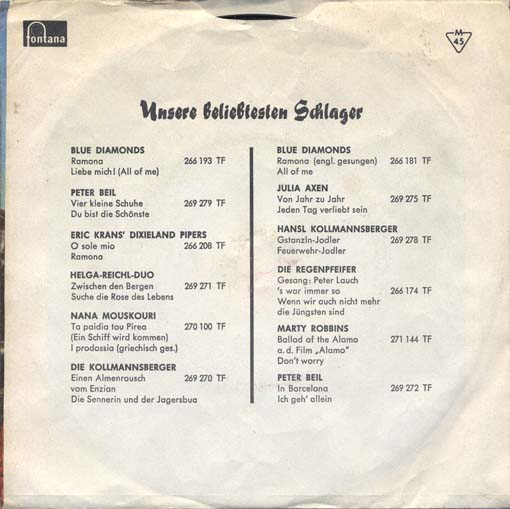 fontana
M
45
Unsere beliebtesten Schlager
BLUE DIAMONDS
Ramona 266 193 TF
Liebe mich! (All of me)
PETER BEIL
Vier kleine Schuhe 269 279 TF
Du bist die Schönste
ERIC KRANS' DIXIELAND PIPERS
O sole mio 266 208 TF
Ramona
HELGA-REICHL-DUO
Zwischen den Bergen 269 271 TF
Suche die Rose des Lebens
NANA MOUSKOURI
Ta paidia tou Pirea 270 100 TF
(Ein Schiff wird kommen)
I prodossia (griechisch ges.)
DIE KOLLMANNSBERGER
Einen Almenrausch 269 270 TF
vom Enzian
Die Sennerin und der Jagersbua
BLUE DIAMONDS
Ramona (engl. gesungen) 266 181 TF
All of me
JULIA AXEN
Von Jahr zu Jahr 269 275 TF
Jeden Tag verliebt sein
HANSL KOLLMANNSBERGER
Gstanzln-Jodler 269 278 TF
Feuerwehr-Jodler
DIE REGENPFEIFER
Gesang: Peter Lauch
's war immer so 266 174 TF
Wenn wir auch nicht mehr
die Jüngsten sind
MARTY ROBBINS
Ballad of the Alamo 271 144 TF
a. d. Film „Alamo"
Don't worry
PETER BEIL
In Barcelona 269 272 TF
Ich geh' allein